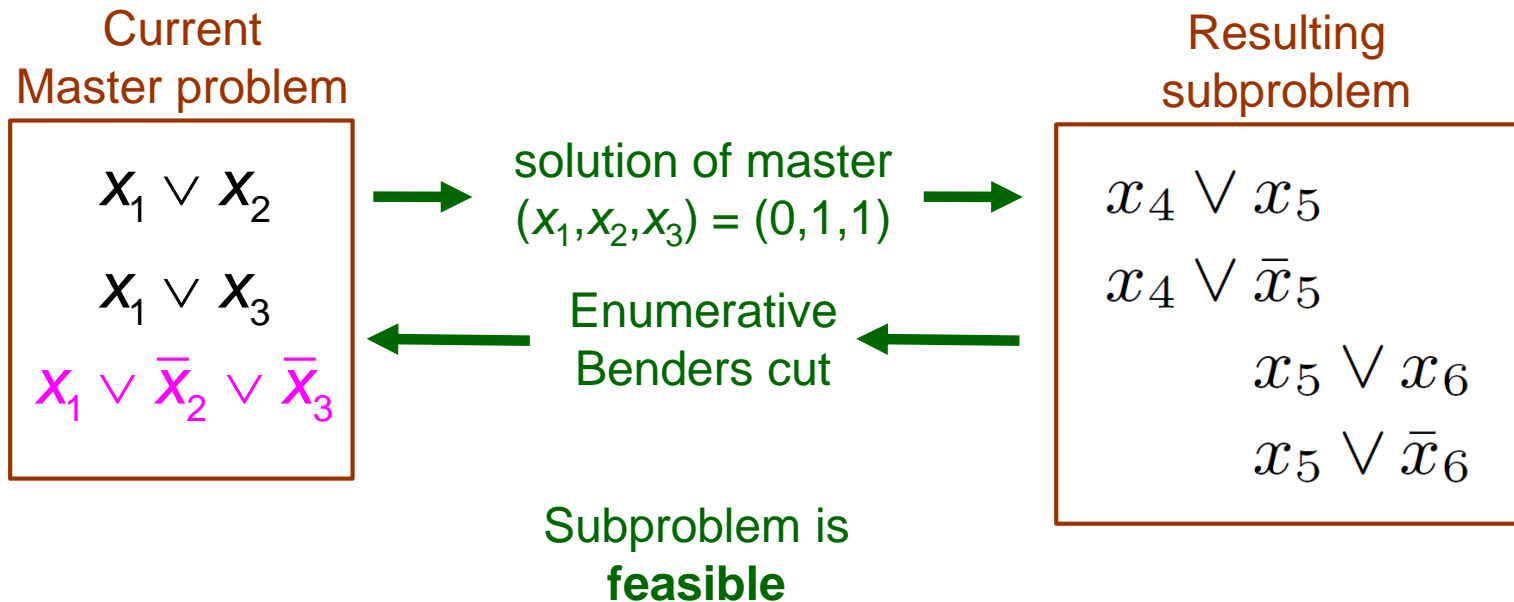 Current
Master problem
x₁ ∨ x₂
x₁ ∨ x₃
x₁ ∨ x̄₂ ∨ x̄₃
solution of master
(x₁,x₂,x₃) = (0,1,1)
Enumerative
Benders cut
Subproblem is
feasible
Resulting
subproblem
x₄ ∨ x₅
x₄ ∨ x̄₅
x₅ ∨ x₆
x₅ ∨ x̄₆